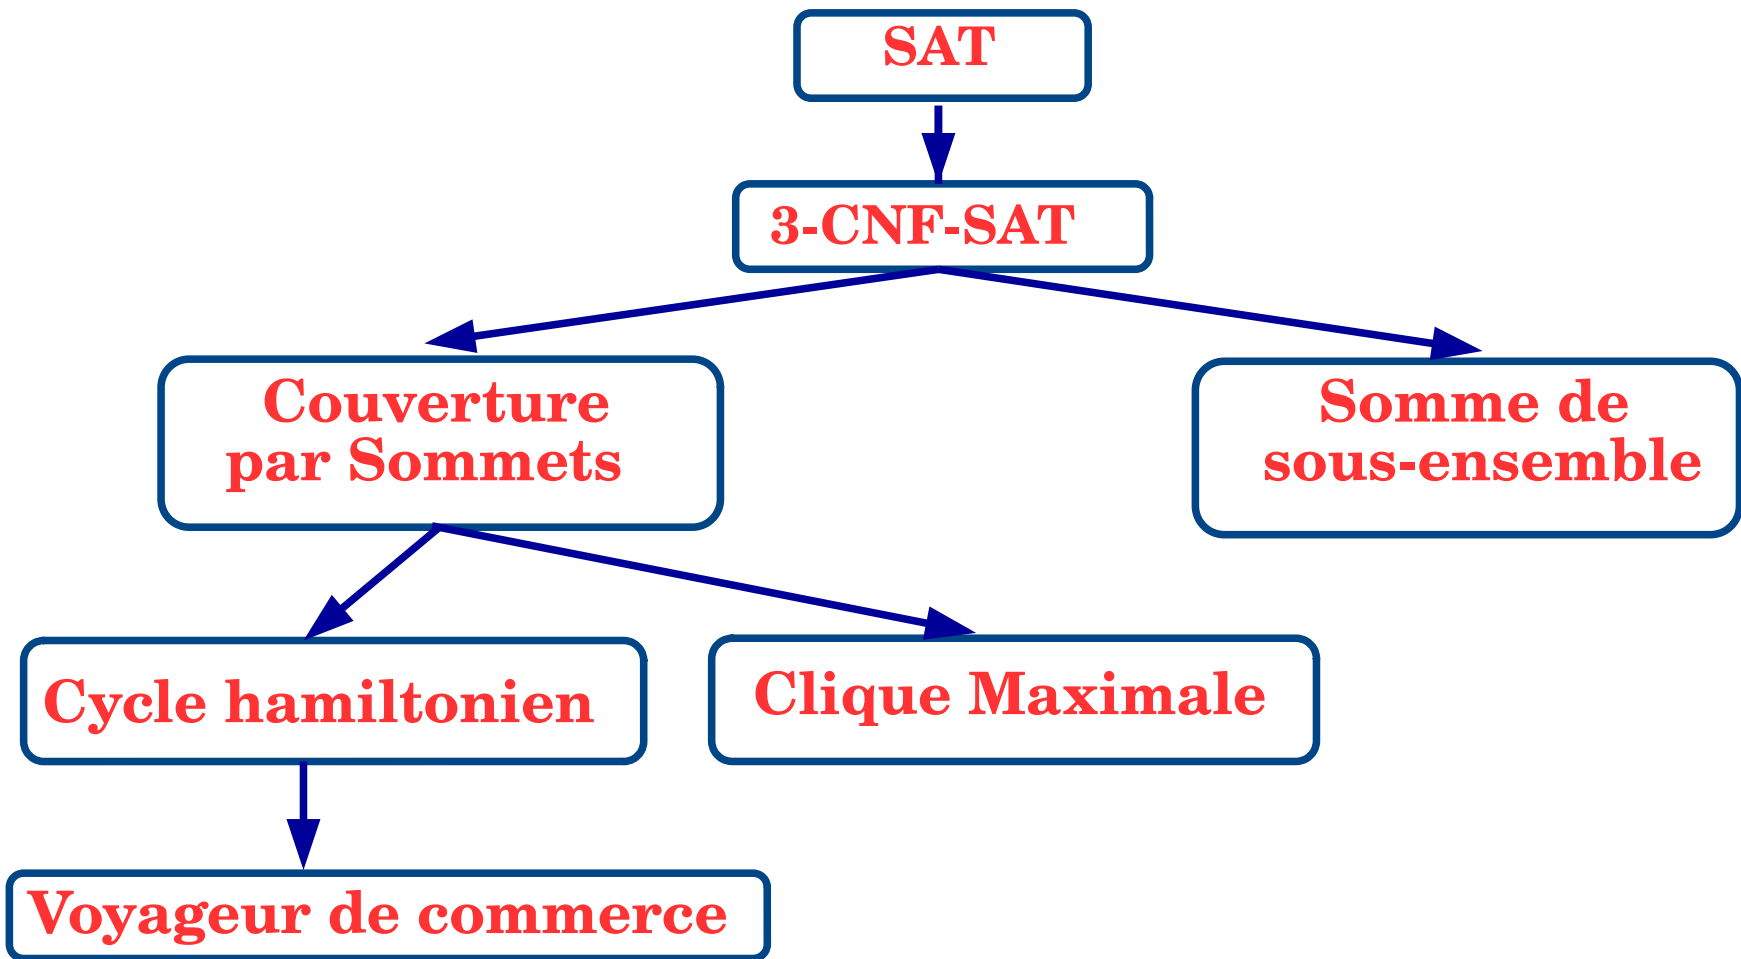 SAT
3-CNF-SAT
Couverture
par Sommets
Somme de
sous-ensemble
Cycle hamiltonien
Clique Maximale
Voyageur de commerce